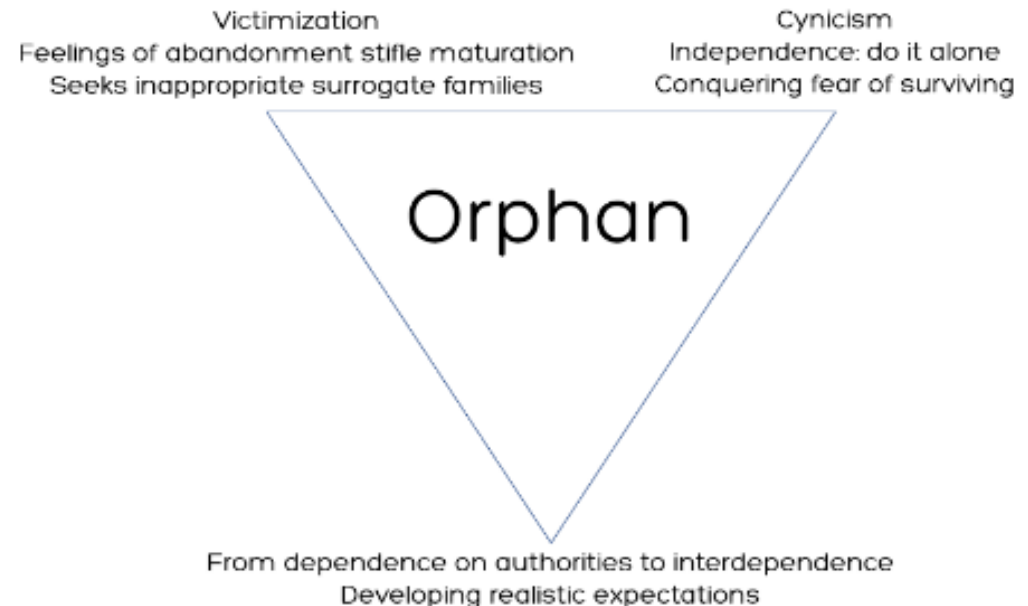 Victimization
Feelings of abandonment stifle maturation
Seeks inappropriate surrogate families
Cynicism
Independence: do it alone
Conquering fear of surviving
Orphan
From dependence on authorities to interdependence
Developing realistic expectations